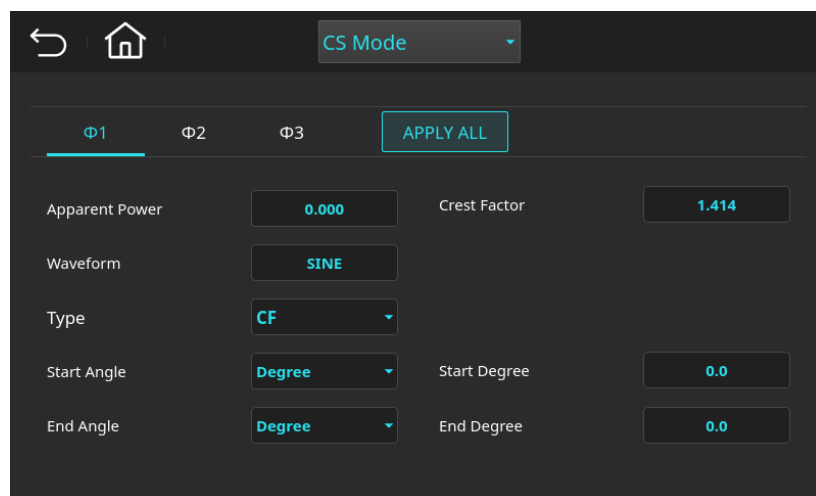 CS Mode
Φ1 Φ2 Φ3 APPLY ALL
Apparent Power 0.000 Crest Factor 1.414
Waveform SINE
Type CF
Start Angle Degree Start Degree 0.0
End Angle Degree End Degree 0.0